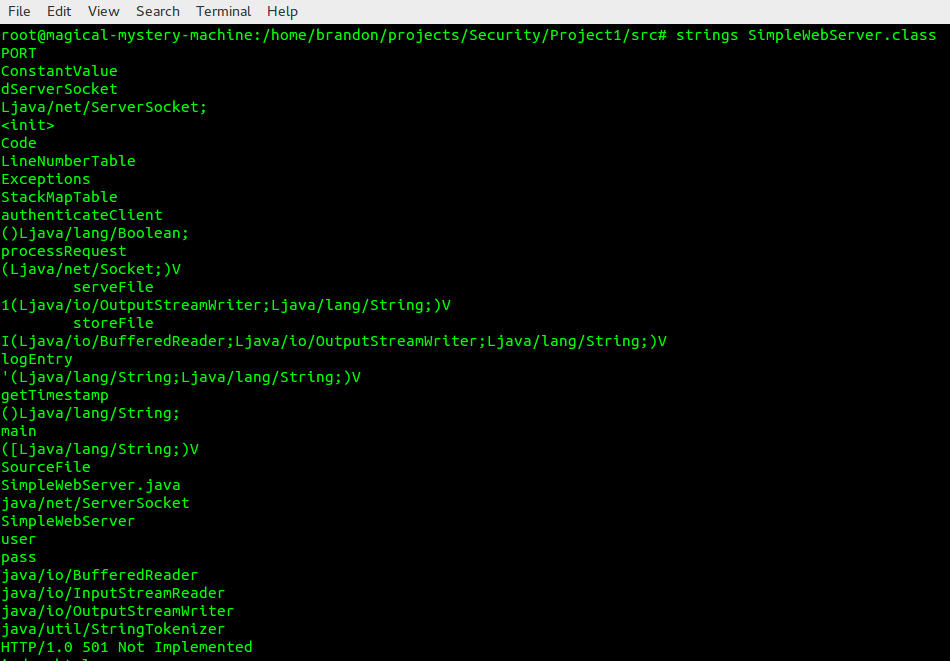 File Edit View Search Terminal Help
root@magical-mystery-machine:/home/brandon/projects/Security/Project1/src# strings SimpleWebServer.class
PORT
ConstantValue
dServerSocket
Ljava/net/ServerSocket;
<init>
Code
LineNumberTable
Exceptions
StackMapTable
authenticateClient
()Ljava/lang/Boolean;
processRequest
(Ljava/net/Socket;)V
        serveFile
1(Ljava/io/OutputStreamWriter;Ljava/lang/String;)V
        storeFile
I(Ljava/io/BufferedReader;Ljava/io/OutputStreamWriter;Ljava/lang/String;)V
logEntry
'(Ljava/lang/String;Ljava/lang/String;)V
getTimestamp
()Ljava/lang/String;
main
([Ljava/lang/String;)V
SourceFile
SimpleWebServer.java
java/net/ServerSocket
SimpleWebServer
user
pass
java/io/BufferedReader
java/io/InputStreamReader
java/io/OutputStreamWriter
java/util/StringTokenizer
HTTP/1.0 501 Not Implemented